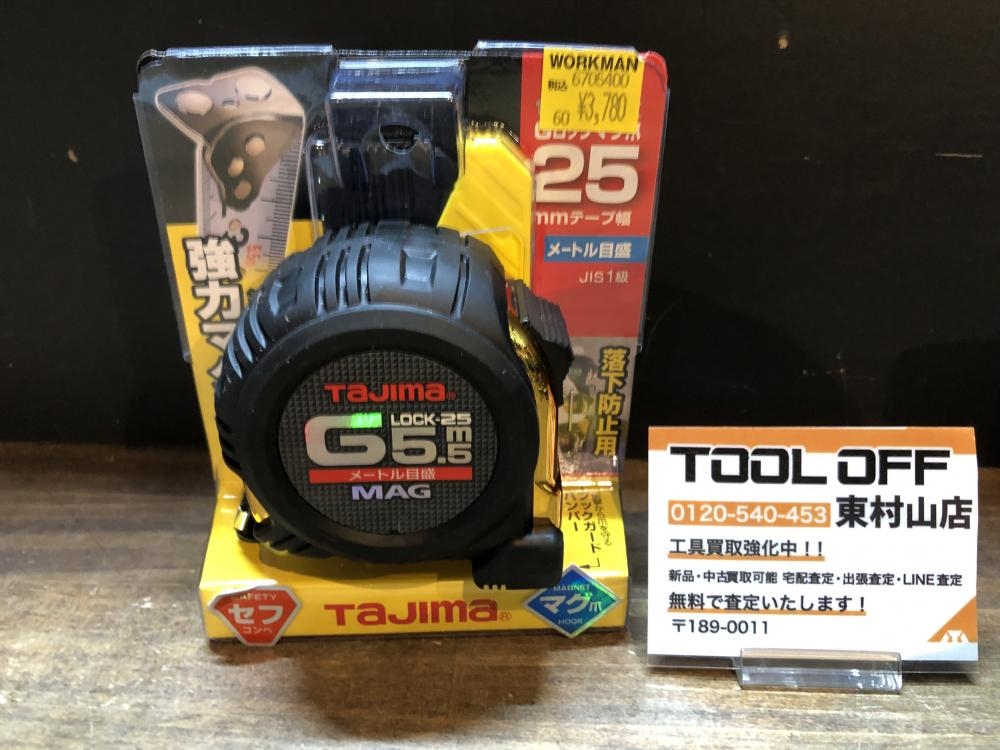 WORKMAN
6706400
税込
¥3,780
60
25
mmテープ幅
メートル目盛
JIS1級
強力マ
落下防止用
TAJIMA®
LOCK-25
G5.5m
メートル目盛
MAG
SAFETY
セフ
コンベ
TAJIMA®
MAGNET
マグ爪
HOOK
TOOL OFF
0120-540-453 東村山店
工具買取強化中!!
新品・中古買取可能 宅配査定・出張査定・LINE査定
無料で査定いたします!
〒189-0011